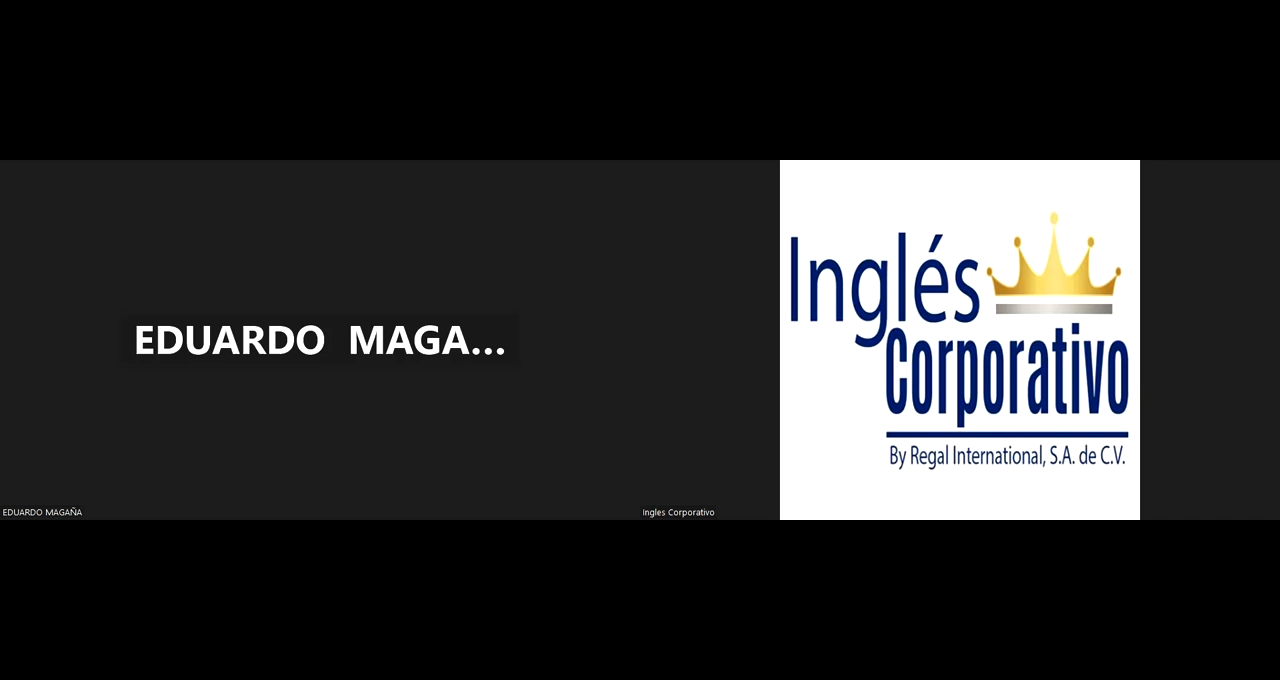 EDUARDO MAGA...
EDUARDO MAGAÑA
Inglés
Corporativo
By Regal International, S.A. de C.V.
Ingles Corporativo